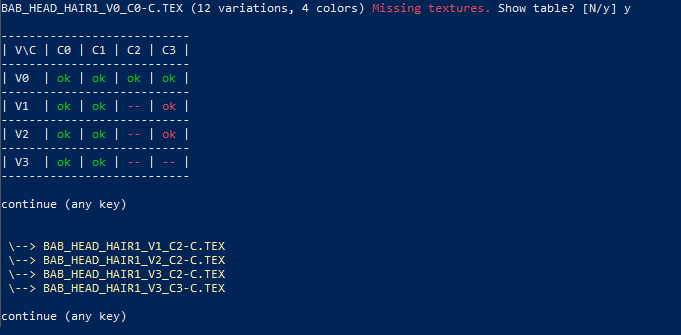 BAB_HEAD_HAIR1_V0_C0-C.TEX (12 variations, 4 colors) Missing textures. Show table? [N/y] y
---------------------------
| V\C | C0 | C1 | C2 | C3 |
---------------------------
| V0  | ok | ok | ok | ok |
---------------------------
| V1  | ok | ok | -- | ok |
---------------------------
| V2  | ok | ok | -- | ok |
---------------------------
| V3  | ok | ok | -- | -- |
---------------------------
continue (any key)
\--> BAB_HEAD_HAIR1_V1_C2-C.TEX
\--> BAB_HEAD_HAIR1_V2_C2-C.TEX
\--> BAB_HEAD_HAIR1_V3_C2-C.TEX
\--> BAB_HEAD_HAIR1_V3_C3-C.TEX
continue (any key)